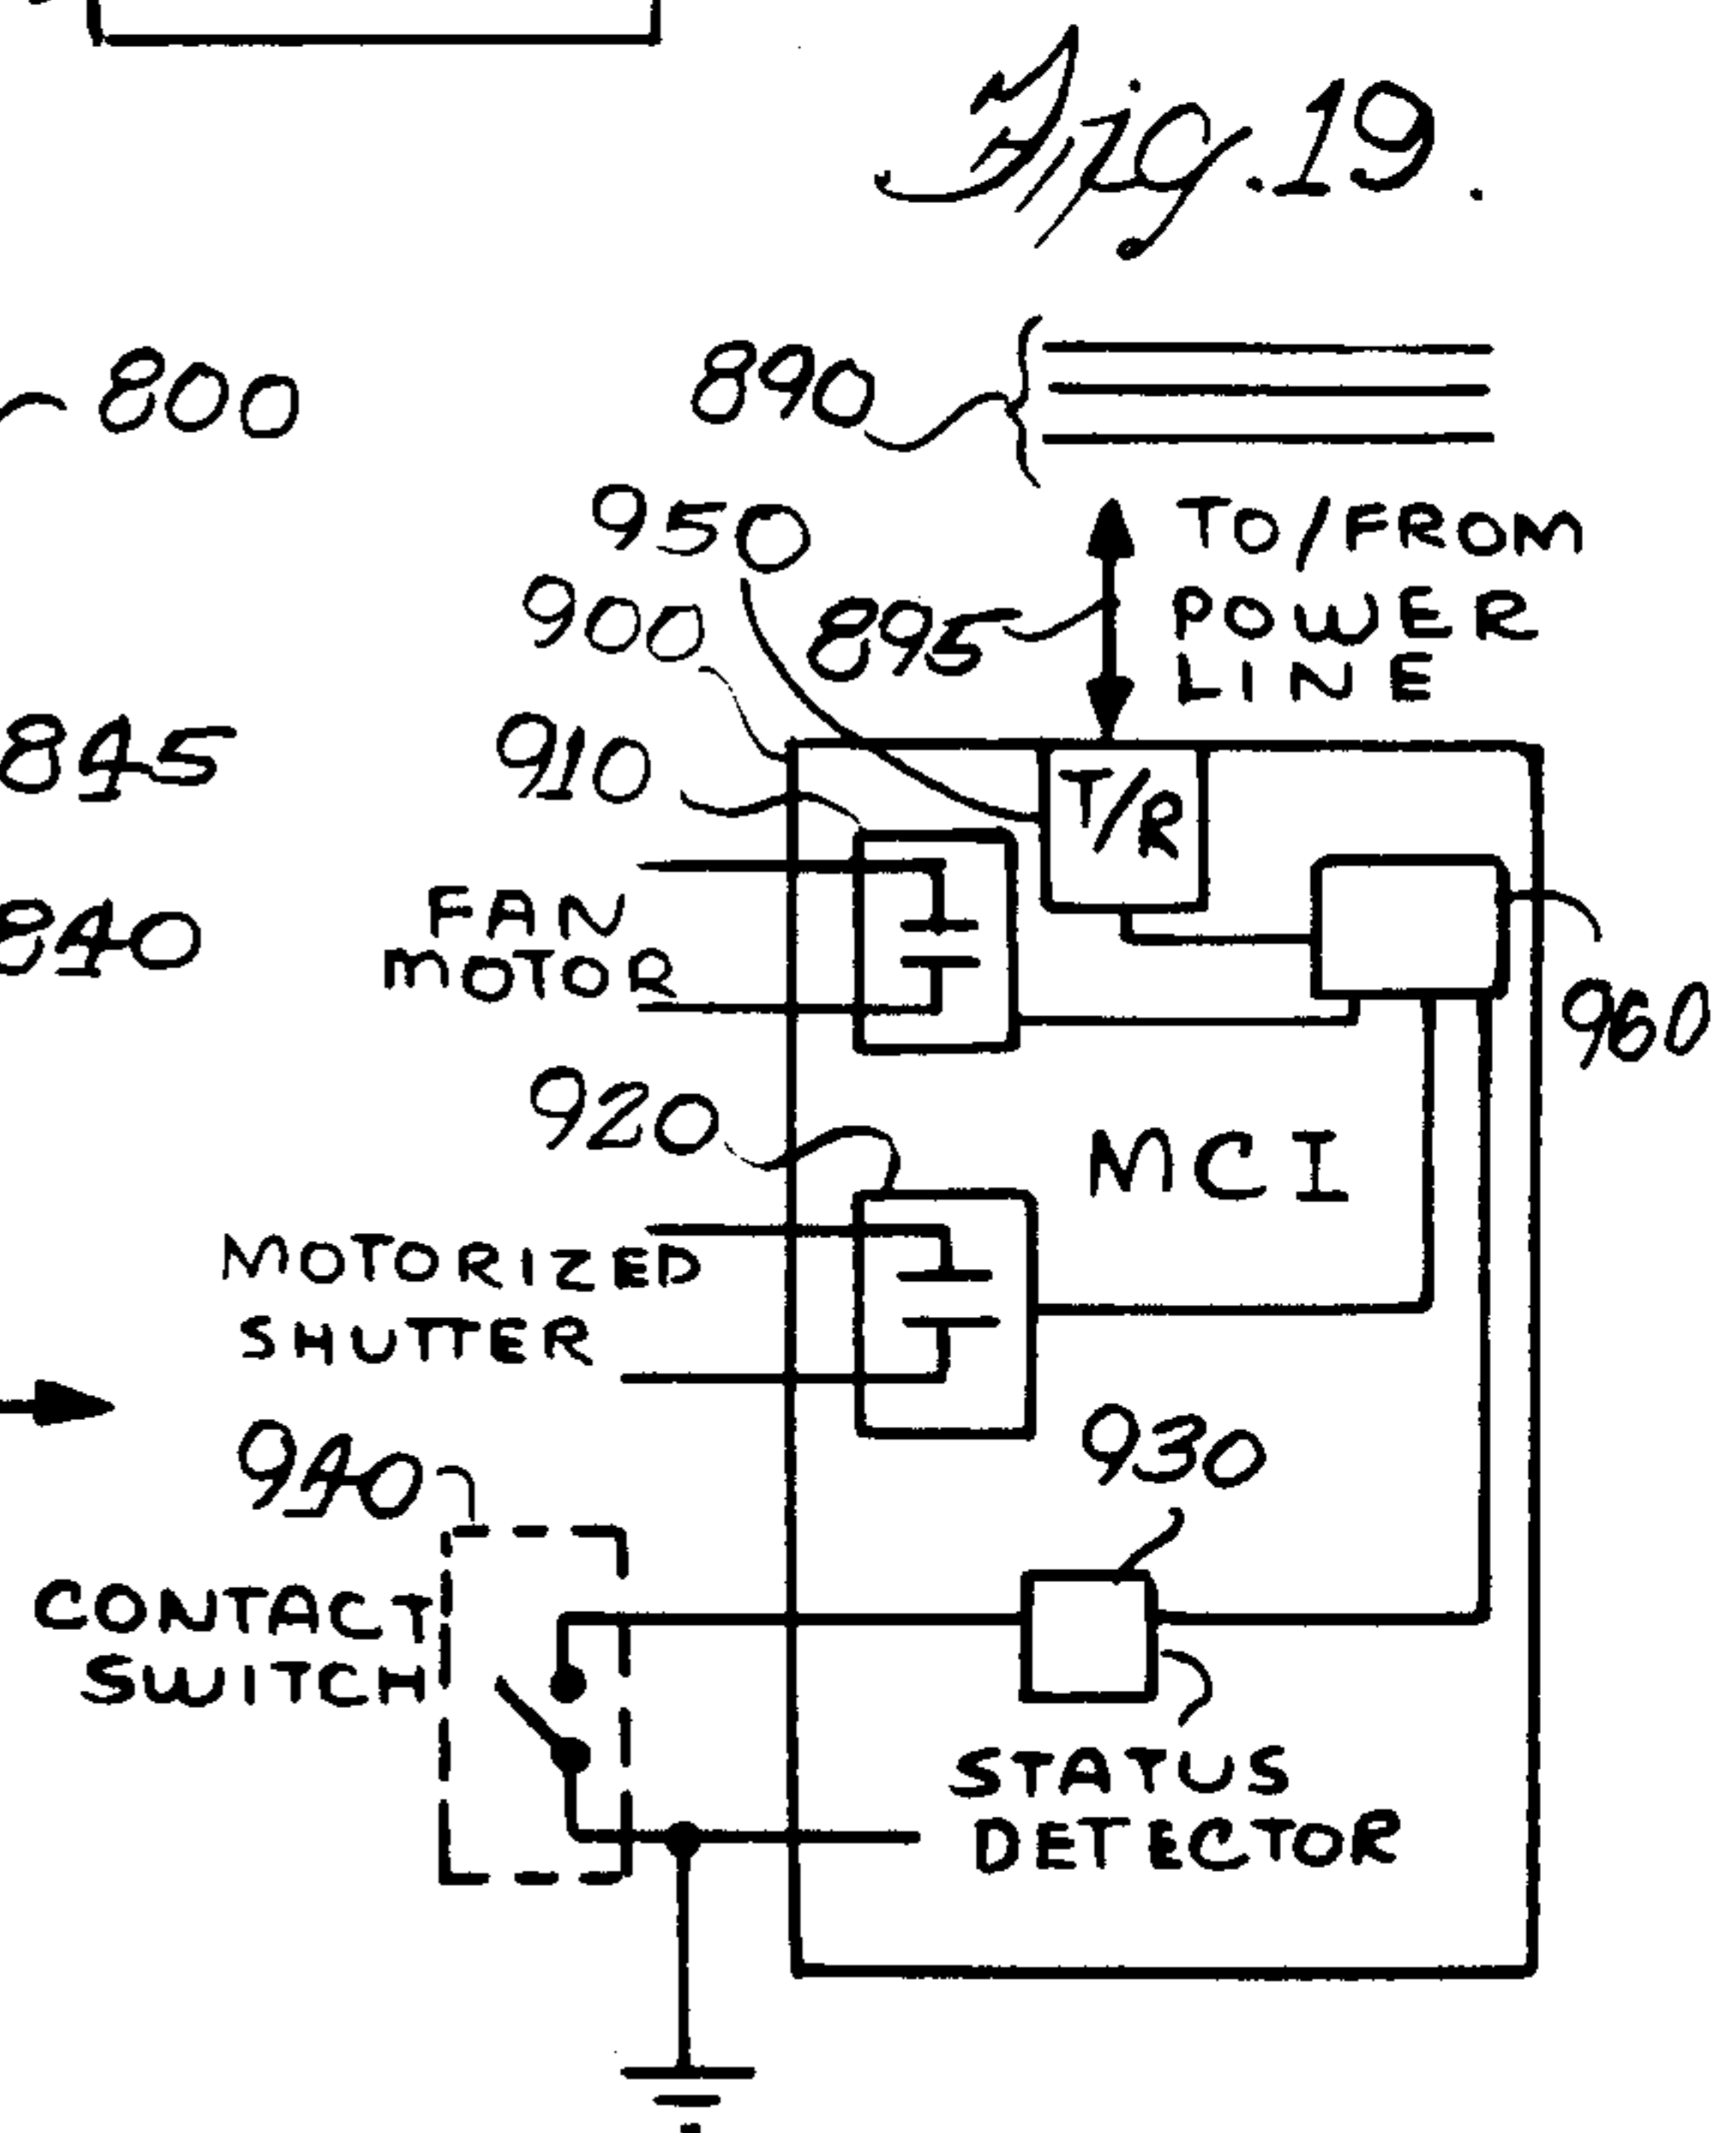 Fig. 19.
800
890
950
TO/FROM
900
895
POWER
LINE
845
910
T/R
840
FAN
MOTOR
960
920
MCI
MOTORIZED
SHUTTER
930
940
CONTACT
SWITCH
STATUS
DETECTOR